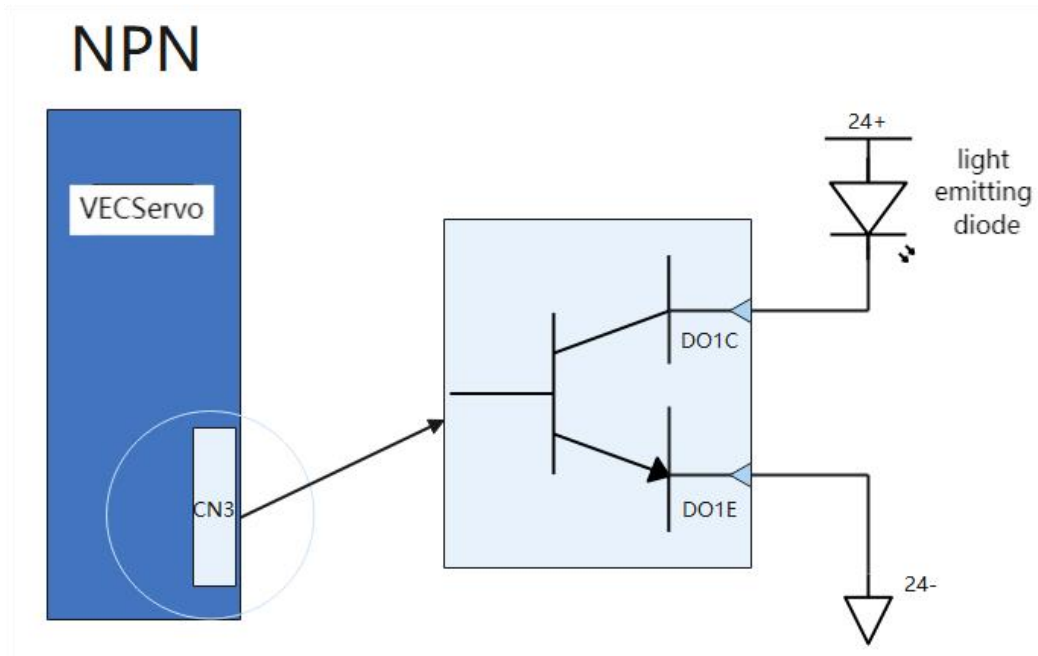 NPN
VECServo
CN3
DO1C
DO1E
24+
light
emitting
diode
24-